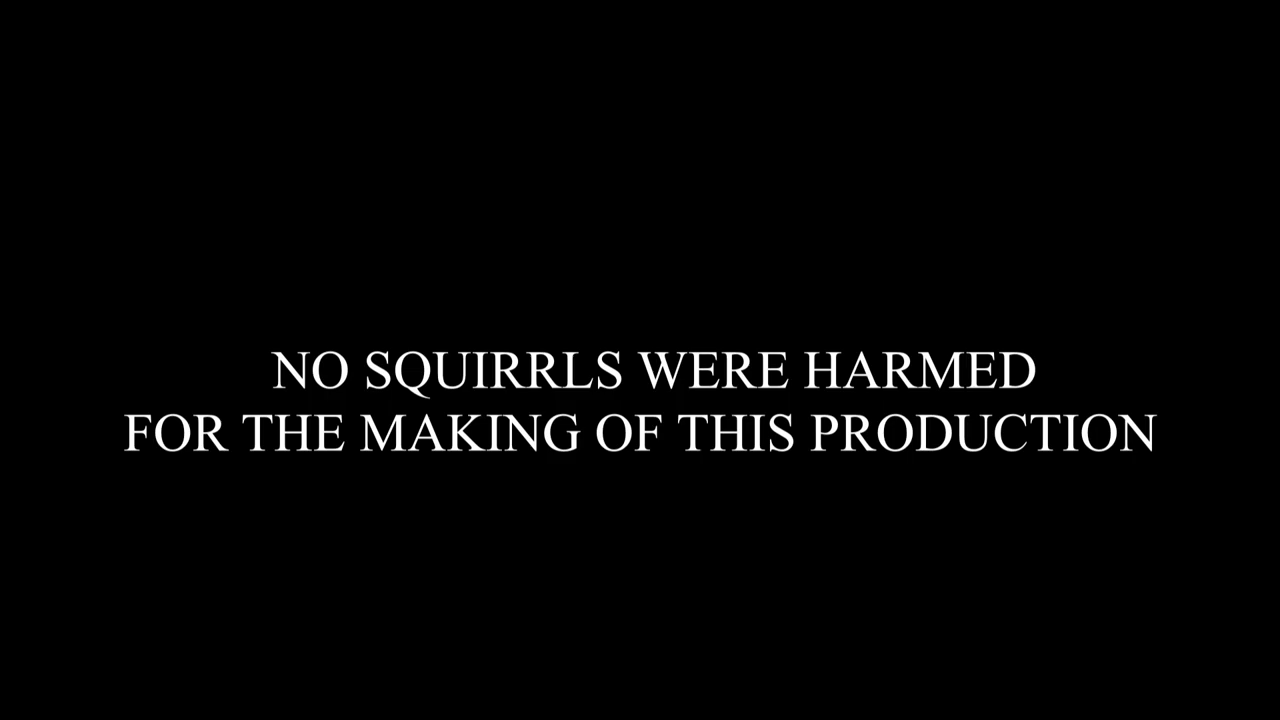 NO SQUIRRLS WERE HARMED
FOR THE MAKING OF THIS PRODUCTION